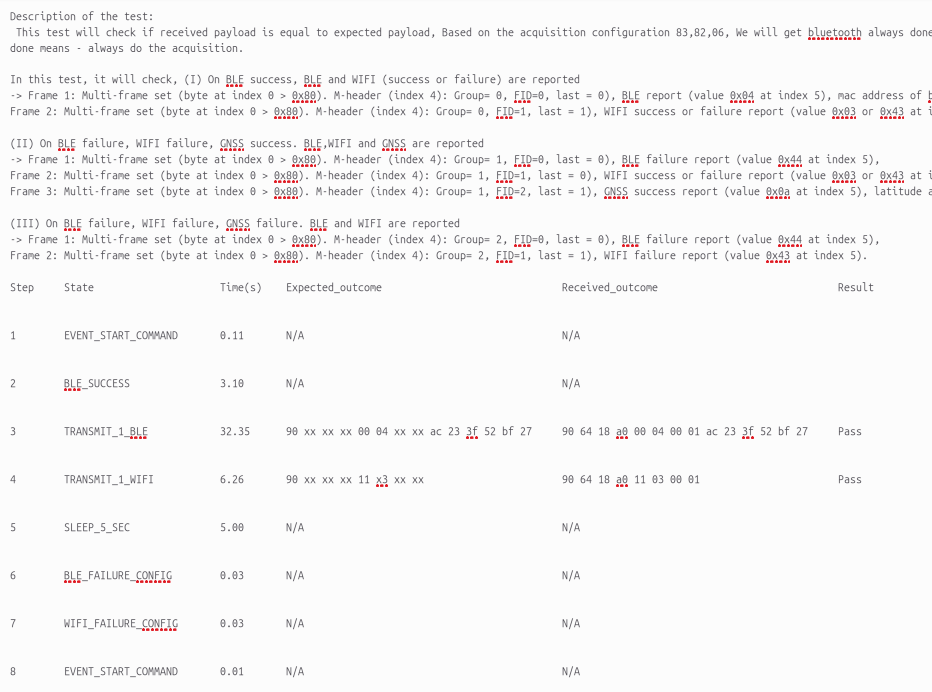 Description of the test:
This test will check if received payload is equal to expected payload, Based on the acquisition configuration 83,82,06, We will get bluetooth always done
done means - always do the acquisition.
In this test, it will check, (I) On BLE success, BLE and WIFI (success or failure) are reported
-> Frame 1: Multi-frame set (byte at index 0 > 0x80). M-header (index 4): Group= 0, FID=0, last = 0), BLE report (value 0x04 at index 5), mac address of b
Frame 2: Multi-frame set (byte at index 0 > 0x80). M-header (index 4): Group= 0, FID=1, last = 1), WIFI success or failure report (value 0x03 or 0x43 at i
(II) On BLE failure, WIFI failure, GNSS success. BLE,WIFI and GNSS are reported
-> Frame 1: Multi-frame set (byte at index 0 > 0x80). M-header (index 4): Group= 1, FID=0, last = 0), BLE failure report (value 0x44 at index 5),
Frame 2: Multi-frame set (byte at index 0 > 0x80). M-header (index 4): Group= 1, FID=1, last = 0), WIFI success or failure report (value 0x03 or 0x43 at i
Frame 3: Multi-frame set (byte at index 0 > 0x80). M-header (index 4): Group= 1, FID=2, last = 1), GNSS success report (value 0x0a at index 5), latitude a
(III) On BLE failure, WIFI failure, GNSS failure. BLE and WIFI are reported
-> Frame 1: Multi-frame set (byte at index 0 > 0x80). M-header (index 4): Group= 2, FID=0, last = 0), BLE failure report (value 0x44 at index 5),
Frame 2: Multi-frame set (byte at index 0 > 0x80). M-header (index 4): Group= 2, FID=1, last = 1), WIFI failure report (value 0x43 at index 5).
Step State Time(s) Expected_outcome Received_outcome Result
1 EVENT_START_COMMAND 0.11 N/A N/A
2 BLE_SUCCESS 3.10 N/A N/A
3 TRANSMIT_1_BLE 32.35 90 xx xx xx 00 04 xx xx ac 23 3f 52 bf 27 90 64 18 a0 00 04 00 01 ac 23 3f 52 bf 27 Pass
4 TRANSMIT_1_WIFI 6.26 90 xx xx xx 11 x3 xx xx 90 64 18 a0 11 03 00 01 Pass
5 SLEEP_5_SEC 5.00 N/A N/A
6 BLE_FAILURE_CONFIG 0.03 N/A N/A
7 WIFI_FAILURE_CONFIG 0.03 N/A N/A
8 EVENT_START_COMMAND 0.01 N/A N/A